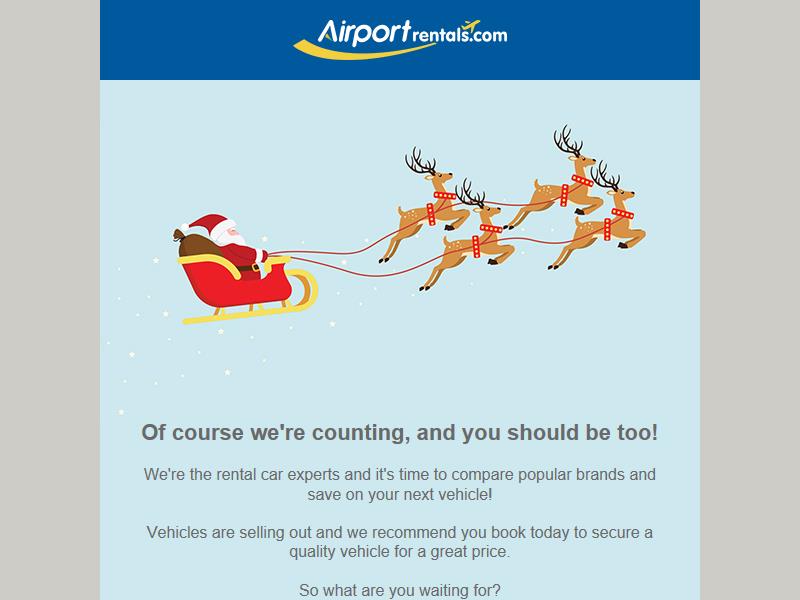 Airportrentals.com
Of course we're counting, and you should be too!
We're the rental car experts and it's time to compare popular brands and
save on your next vehicle!
Vehicles are selling out and we recommend you book today to secure a
quality vehicle for a great price.
So what are you waiting for?